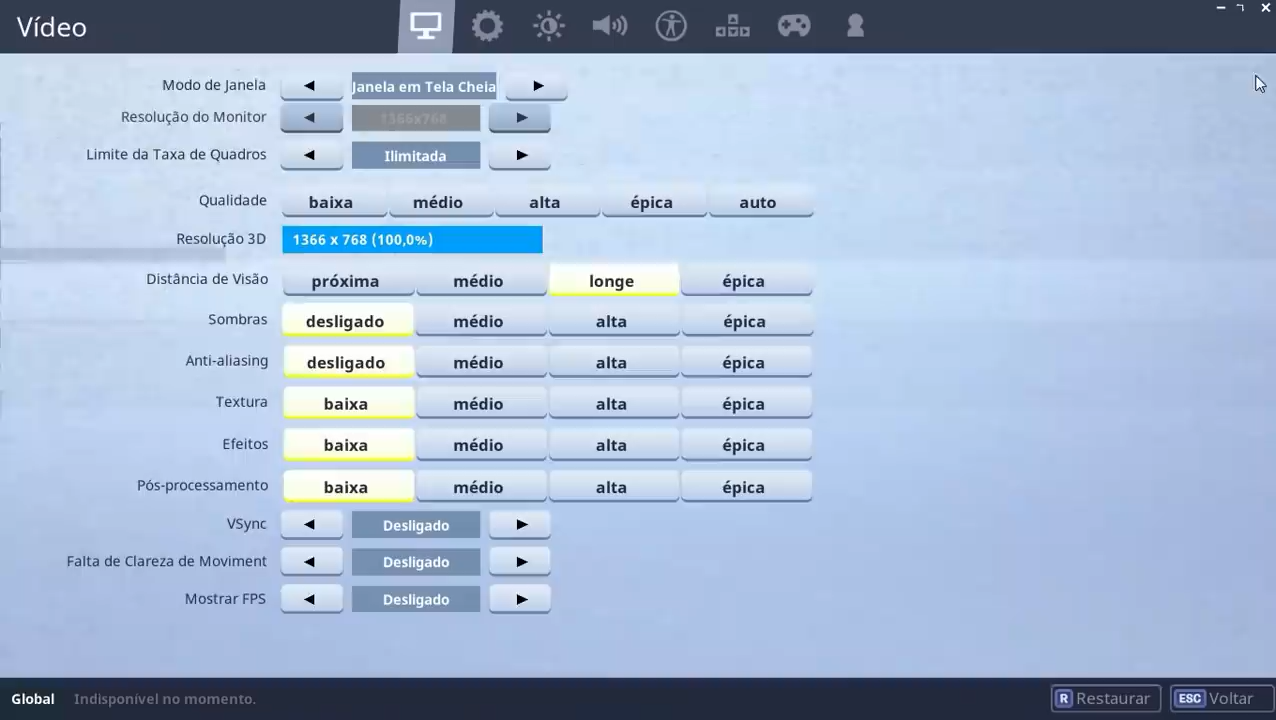 Vídeo
Modo de Janela Janela em Tela Cheia
Resolução do Monitor 1366x768
Limite da Taxa de Quadros Ilimitada
Qualidade baixa médio alta épica auto
Resolução 3D 1366 x 768 (100,0%)
Distância de Visão próxima médio longe épica
Sombras desligado médio alta épica
Anti-aliasing desligado médio alta épica
Textura baixa médio alta épica
Efeitos baixa médio alta épica
Pós-processamento baixa médio alta épica
VSync Desligado
Falta de Clareza de Moviment Desligado
Mostrar FPS Desligado
Global Indisponível no momento. R Restaurar ESC Voltar